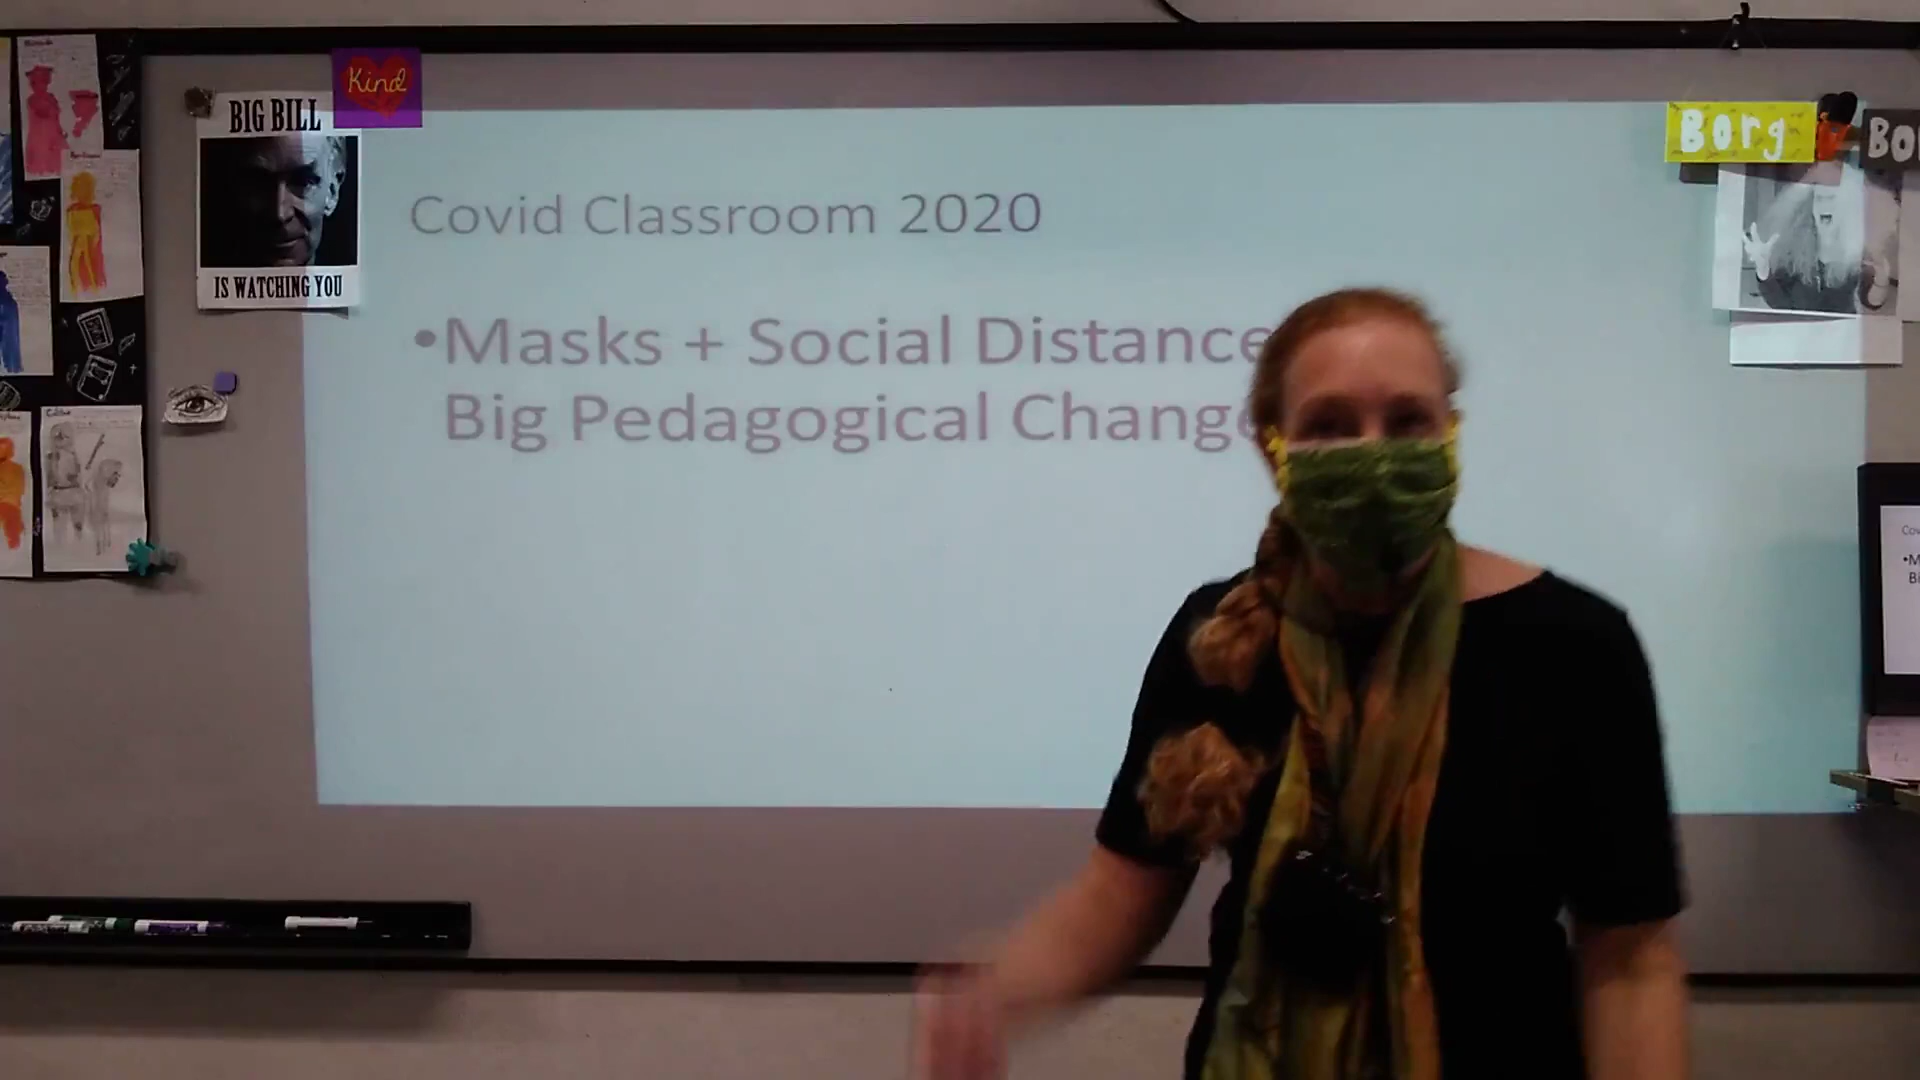 Kind
BIG BILL
IS WATCHING YOU
Borg
Covid Classroom 2020
•Masks + Social Distance
Big Pedagogical Change